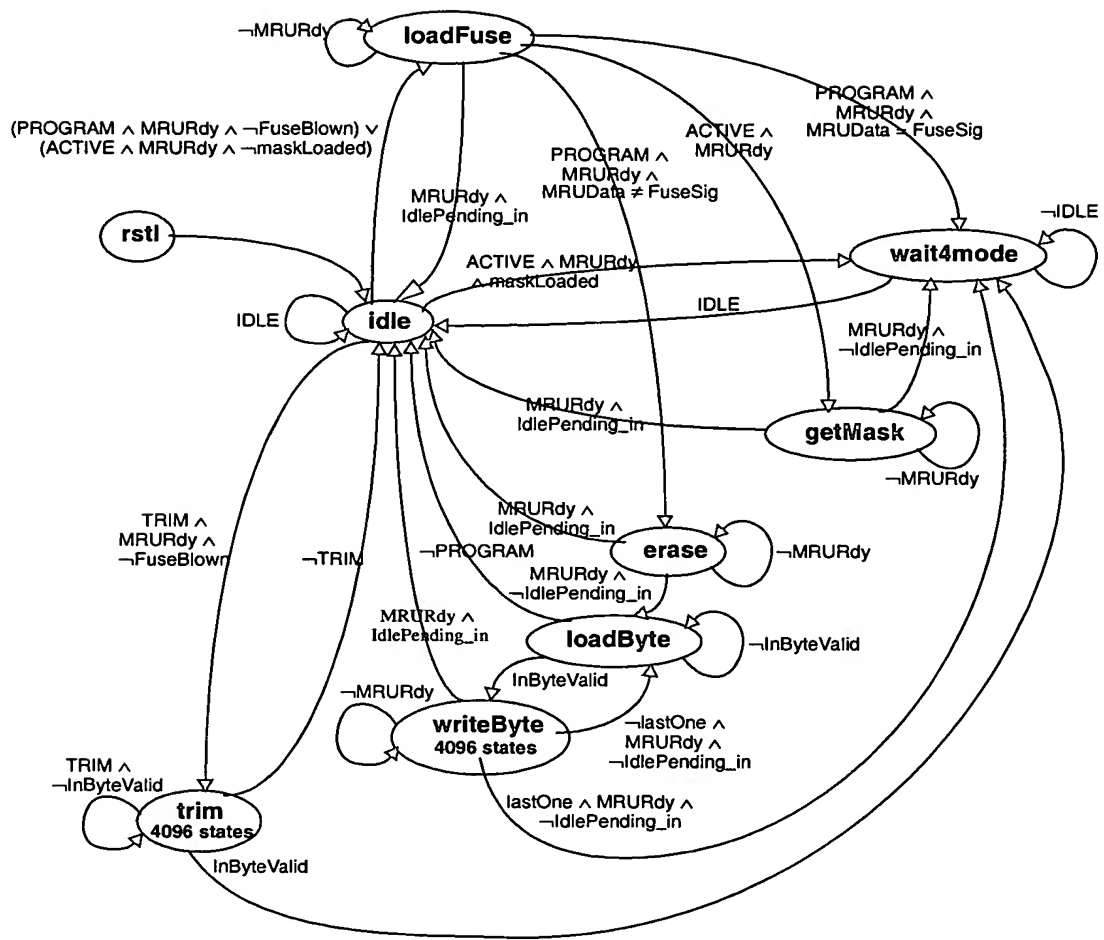 ¬MRURdy
loadFuse
(PROGRAM ∧ MRURdy ∧ ¬FuseBlown) ∨
(ACTIVE ∧ MRURdy ∧ ¬maskLoaded)
PROGRAM ∧
MRURdy ∧
MRUData = FuseSig
ACTIVE ∧
MRURdy
PROGRAM ∧
MRURdy ∧
MRUData ≠ FuseSig
MRURdy ∧
IdlePending_in
rstl
¬IDLE
wait4mode
ACTIVE ∧ MRURdy
∧ maskLoaded
IDLE
IDLE
idle
MRURdy ∧
¬IdlePending_in
MRURdy ∧
IdlePending_in
getMask
¬MRURdy
MRURdy ∧
IdlePending_in
TRIM ∧
MRURdy ∧
¬FuseBlown
¬TRIM
¬PROGRAM
erase
¬MRURdy
MRURdy ∧
¬IdlePending_in
MRURdy ∧
IdlePending_in
loadByte
¬InByteValid
InByteValid
¬MRURdy
writeByte
4096 states
¬lastOne ∧
MRURdy ∧
¬IdlePending_in
TRIM ∧
¬InByteValid
trim
4096 states
lastOne ∧ MRURdy ∧
¬IdlePending_in
InByteValid